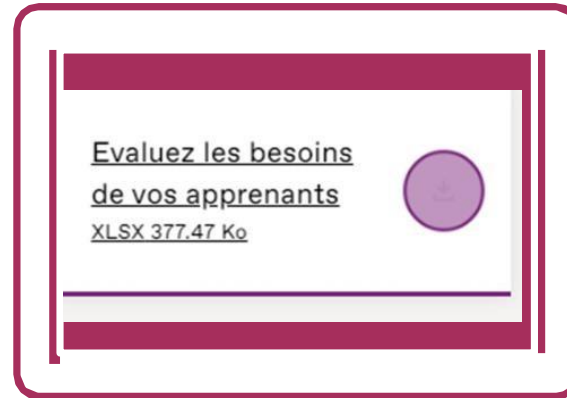 Evaluez les besoins
de vos apprenants
XLSX 377.47 Ko